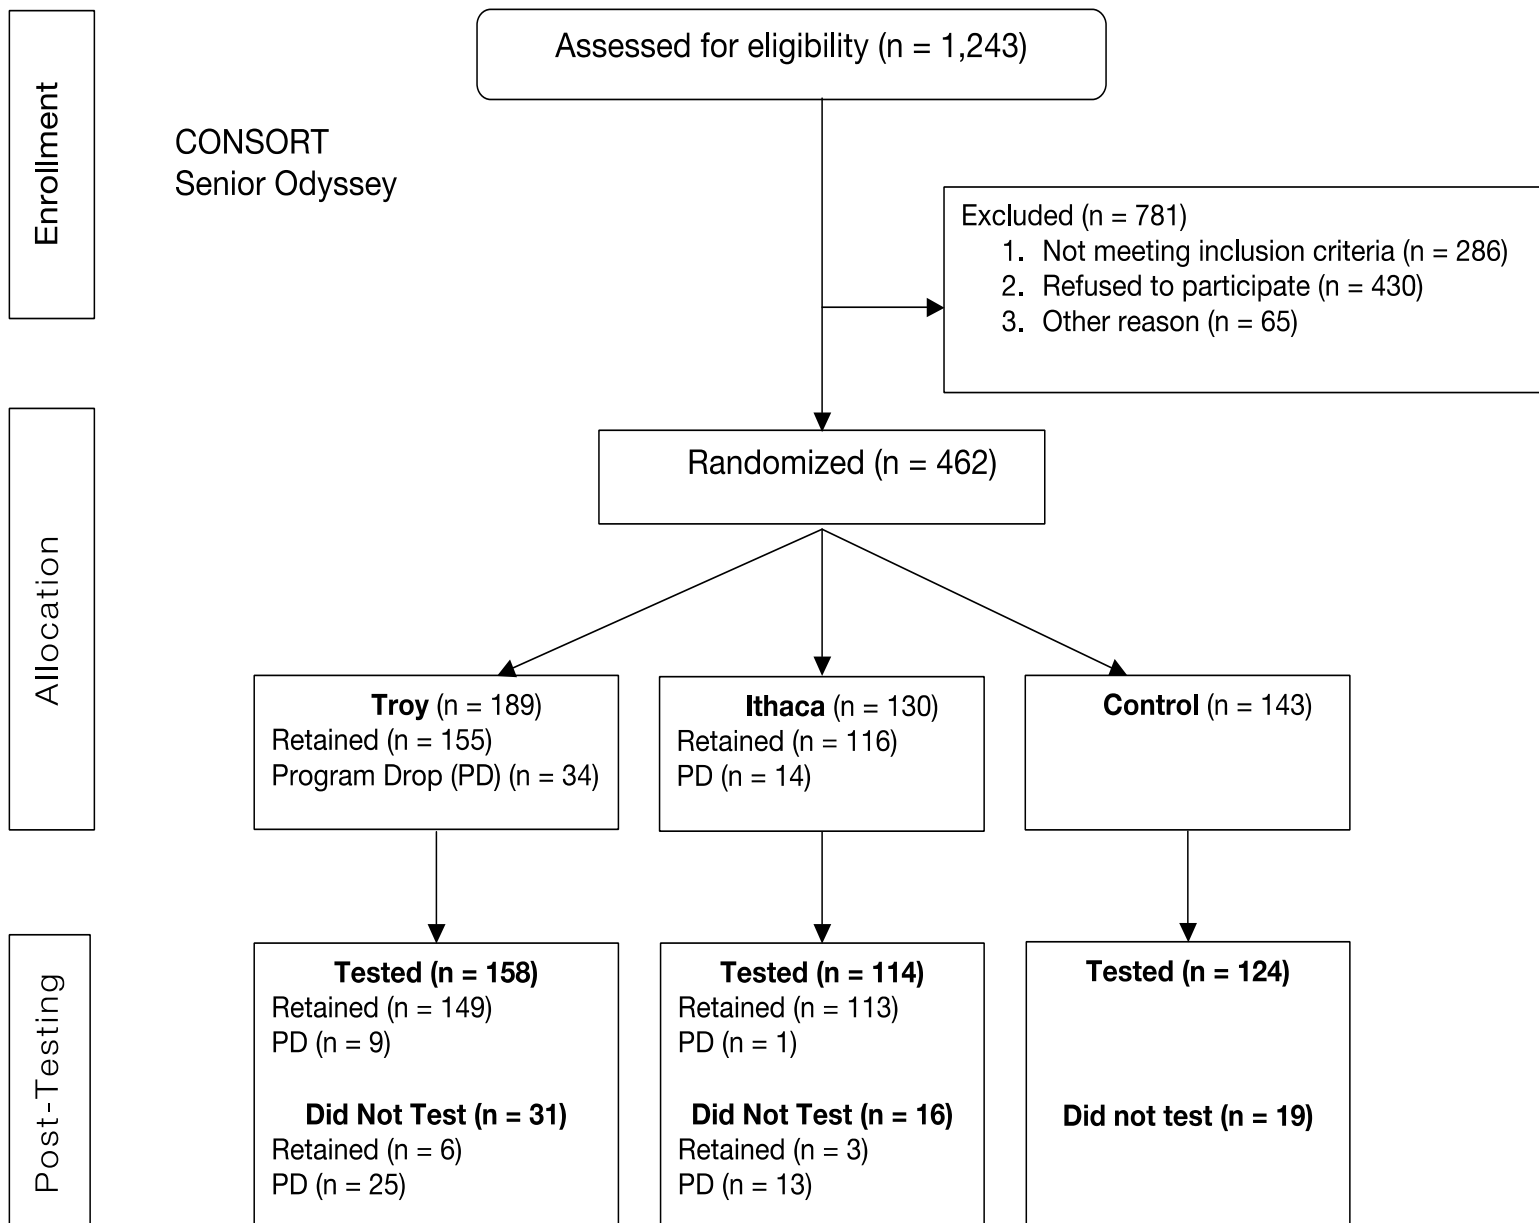 Assessed for eligibility (n = 1,243)
Enrollment
CONSORT
Senior Odyssey
Excluded (n = 781)
1. Not meeting inclusion criteria (n = 286)
2. Refused to participate (n = 430)
3. Other reason (n = 65)
Allocation
Randomized (n = 462)
Troy (n = 189)
Retained (n = 155)
Program Drop (PD) (n = 34)
Ithaca (n = 130)
Retained (n = 116)
PD (n = 14)
Control (n = 143)
Post-Testing
Tested (n = 158)
Retained (n = 149)
PD (n = 9)
Did Not Test (n = 31)
Retained (n = 6)
PD (n = 25)
Tested (n = 114)
Retained (n = 113)
PD (n = 1)
Did Not Test (n = 16)
Retained (n = 3)
PD (n = 13)
Tested (n = 124)
Did not test (n = 19)